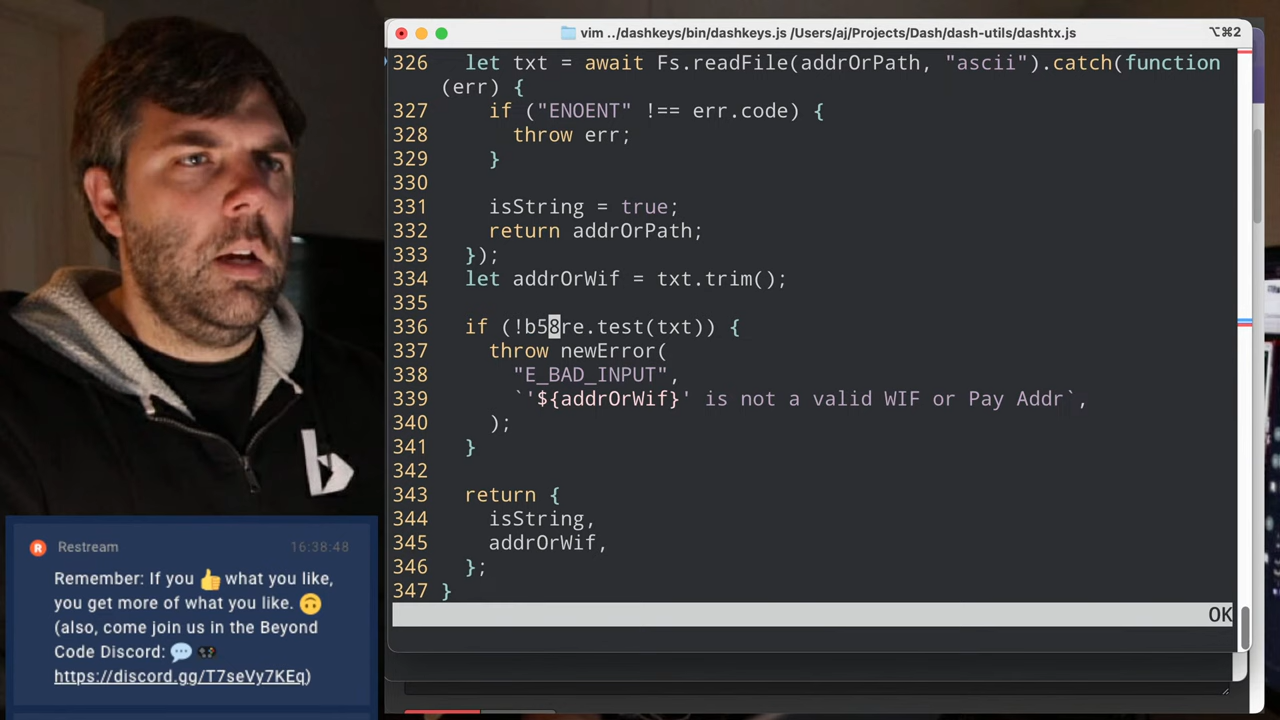 vim ../dashkeys/bin/dashkeys.js /Users/aj/Projects/Dash/dash-utils/dashtx.js
⌥⌘2
326 let txt = await Fs.readFile(addrOrPath, "ascii").catch(function
(err) {
327 if ("ENOENT" !== err.code) {
328 throw err;
329 }
330
331 isString = true;
332 return addrOrPath;
333 });
334 let addrOrWif = txt.trim();
335
336 if (!b58re.test(txt)) {
337 throw newError(
338 "E_BAD_INPUT",
339 `'${addrOrWif}' is not a valid WIF or Pay Addr`,
340 );
341 }
342
343 return {
344 isString,
345 addrOrWif,
346 };
347 }
OK
R Restream 16:38:48
Remember: If you 👍 what you like,
you get more of what you like. 🙃
(also, come join us in the Beyond
Code Discord: 💬
https://discord.gg/T7seVy7KEq)